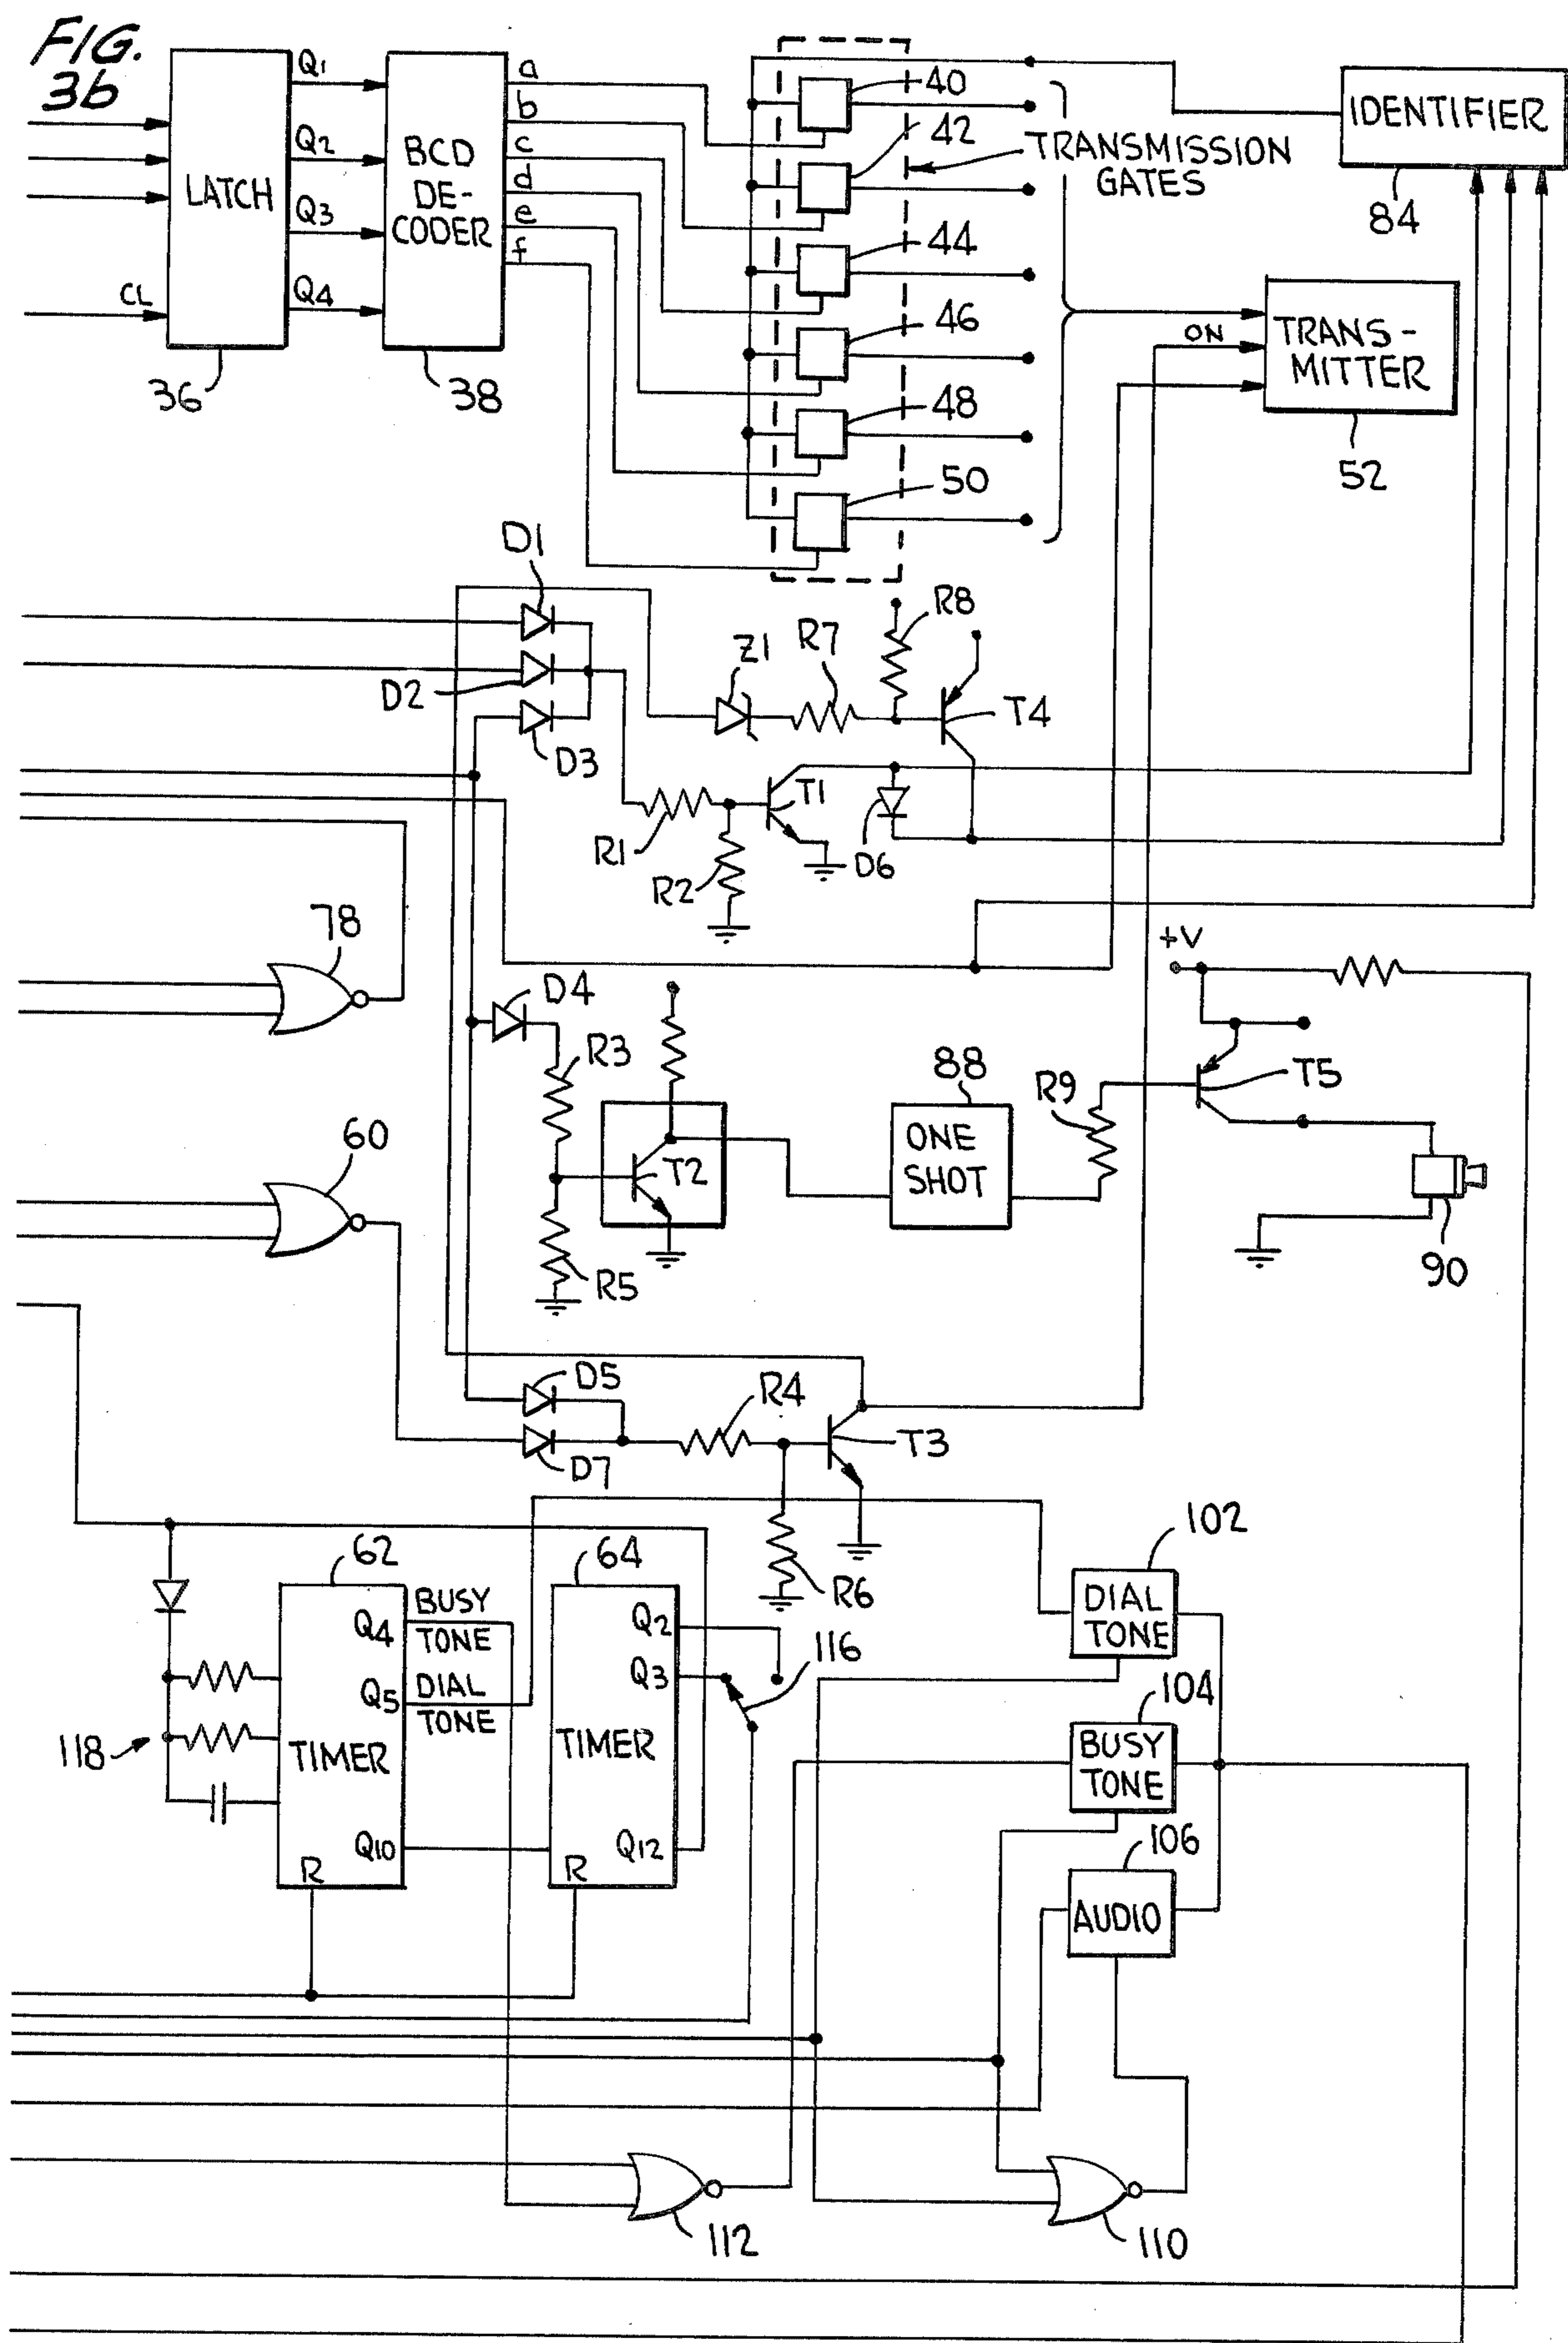 FIG.
3b
LATCH
36
CL
Q1
Q2
Q3
Q4
BCD
DE-
CODER
38
a
b
c
d
e
f
40
42
44
46
48
50
TRANSMISSION
GATES
IDENTIFIER
84
ON
TRANS-
MITTER
52
D1
D2
D3
Z1
R7
R8
T4
R1
R2
T1
D6
78
D4
R3
T2
R5
88
ONE
SHOT
R9
+V
T5
90
60
D5
D7
R4
T3
R6
62
Q4
Q5
TIMER
Q10
R
BUSY
TONE
DIAL
TONE
118
64
Q2
Q3
TIMER
Q12
R
116
102
DIAL
TONE
104
BUSY
TONE
106
AUDIO
112
110